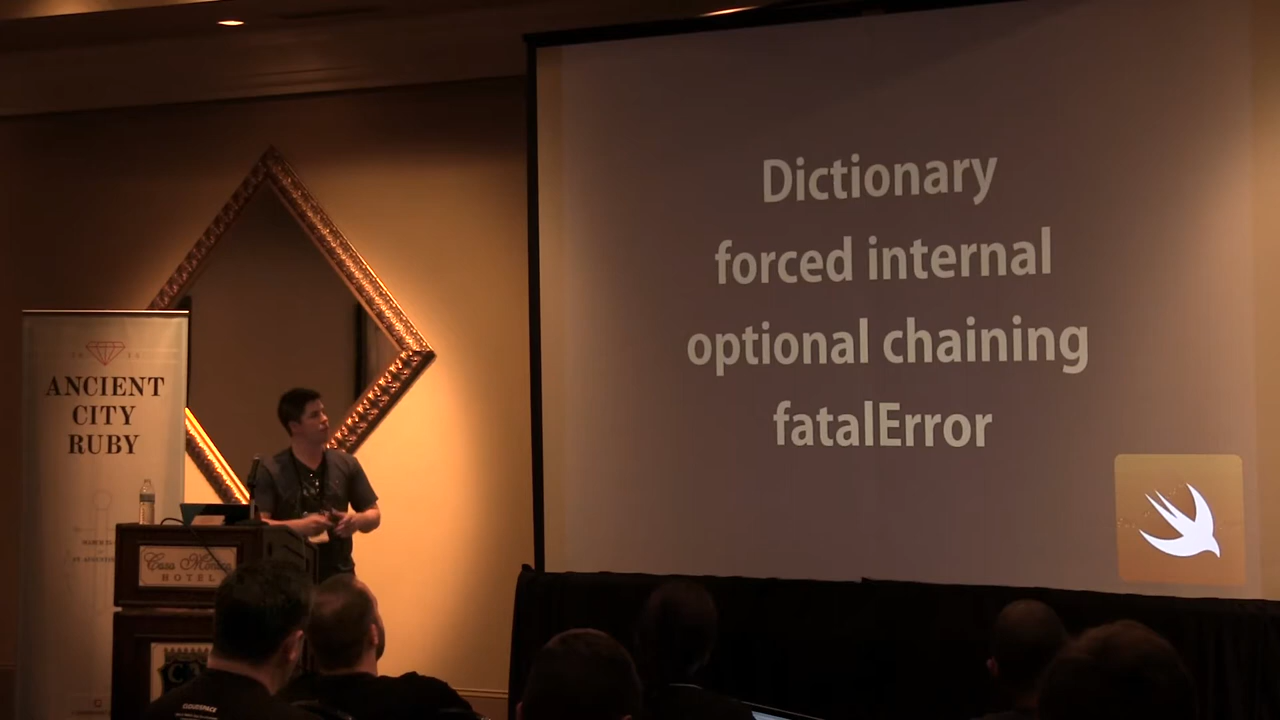 ANCIENT
CITY
RUBY
Casa Monica
HOTEL
Dictionary
forced internal
optional chaining
fatalError